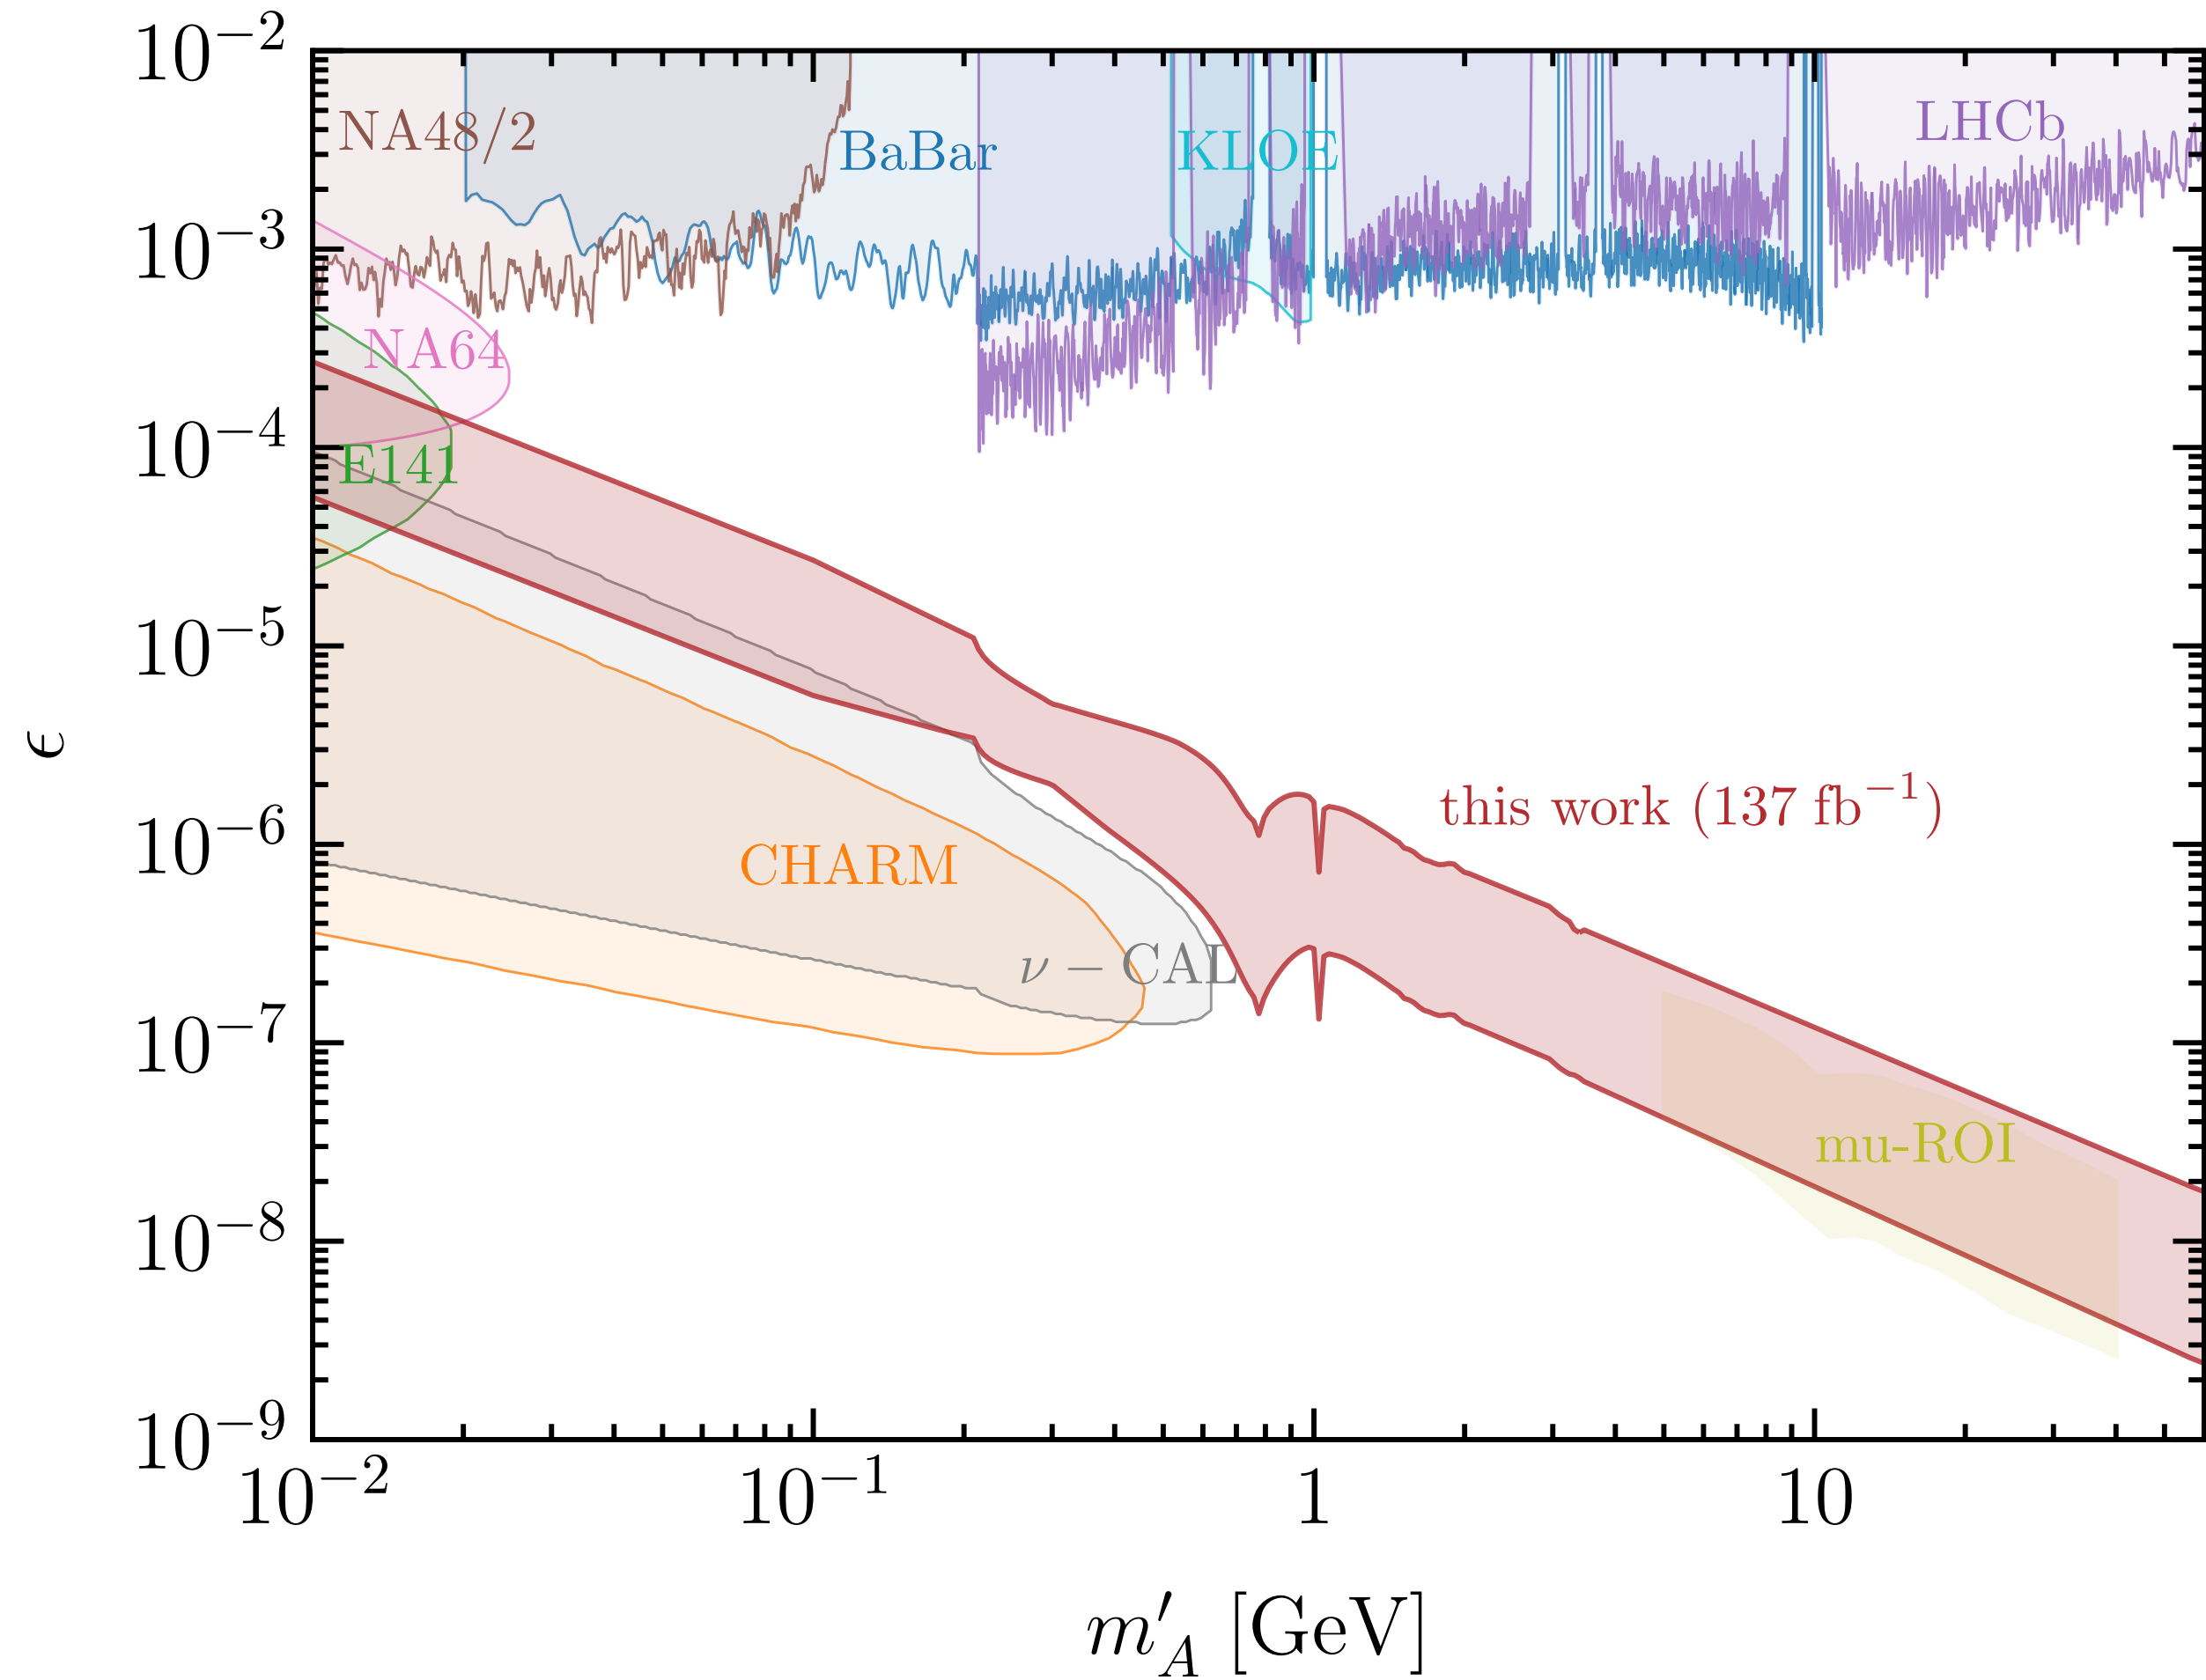 10⁻²
NA48/2
BaBar
KLOE
LHCb
10⁻³
NA64
10⁻⁴
E141
10⁻⁵
ϵ
this work (137 fb⁻¹)
10⁻⁶
CHARM
ν − CAL
10⁻⁷
mu-ROI
10⁻⁸
10⁻⁹
10⁻² 10⁻¹ 1 10
m′_A [GeV]